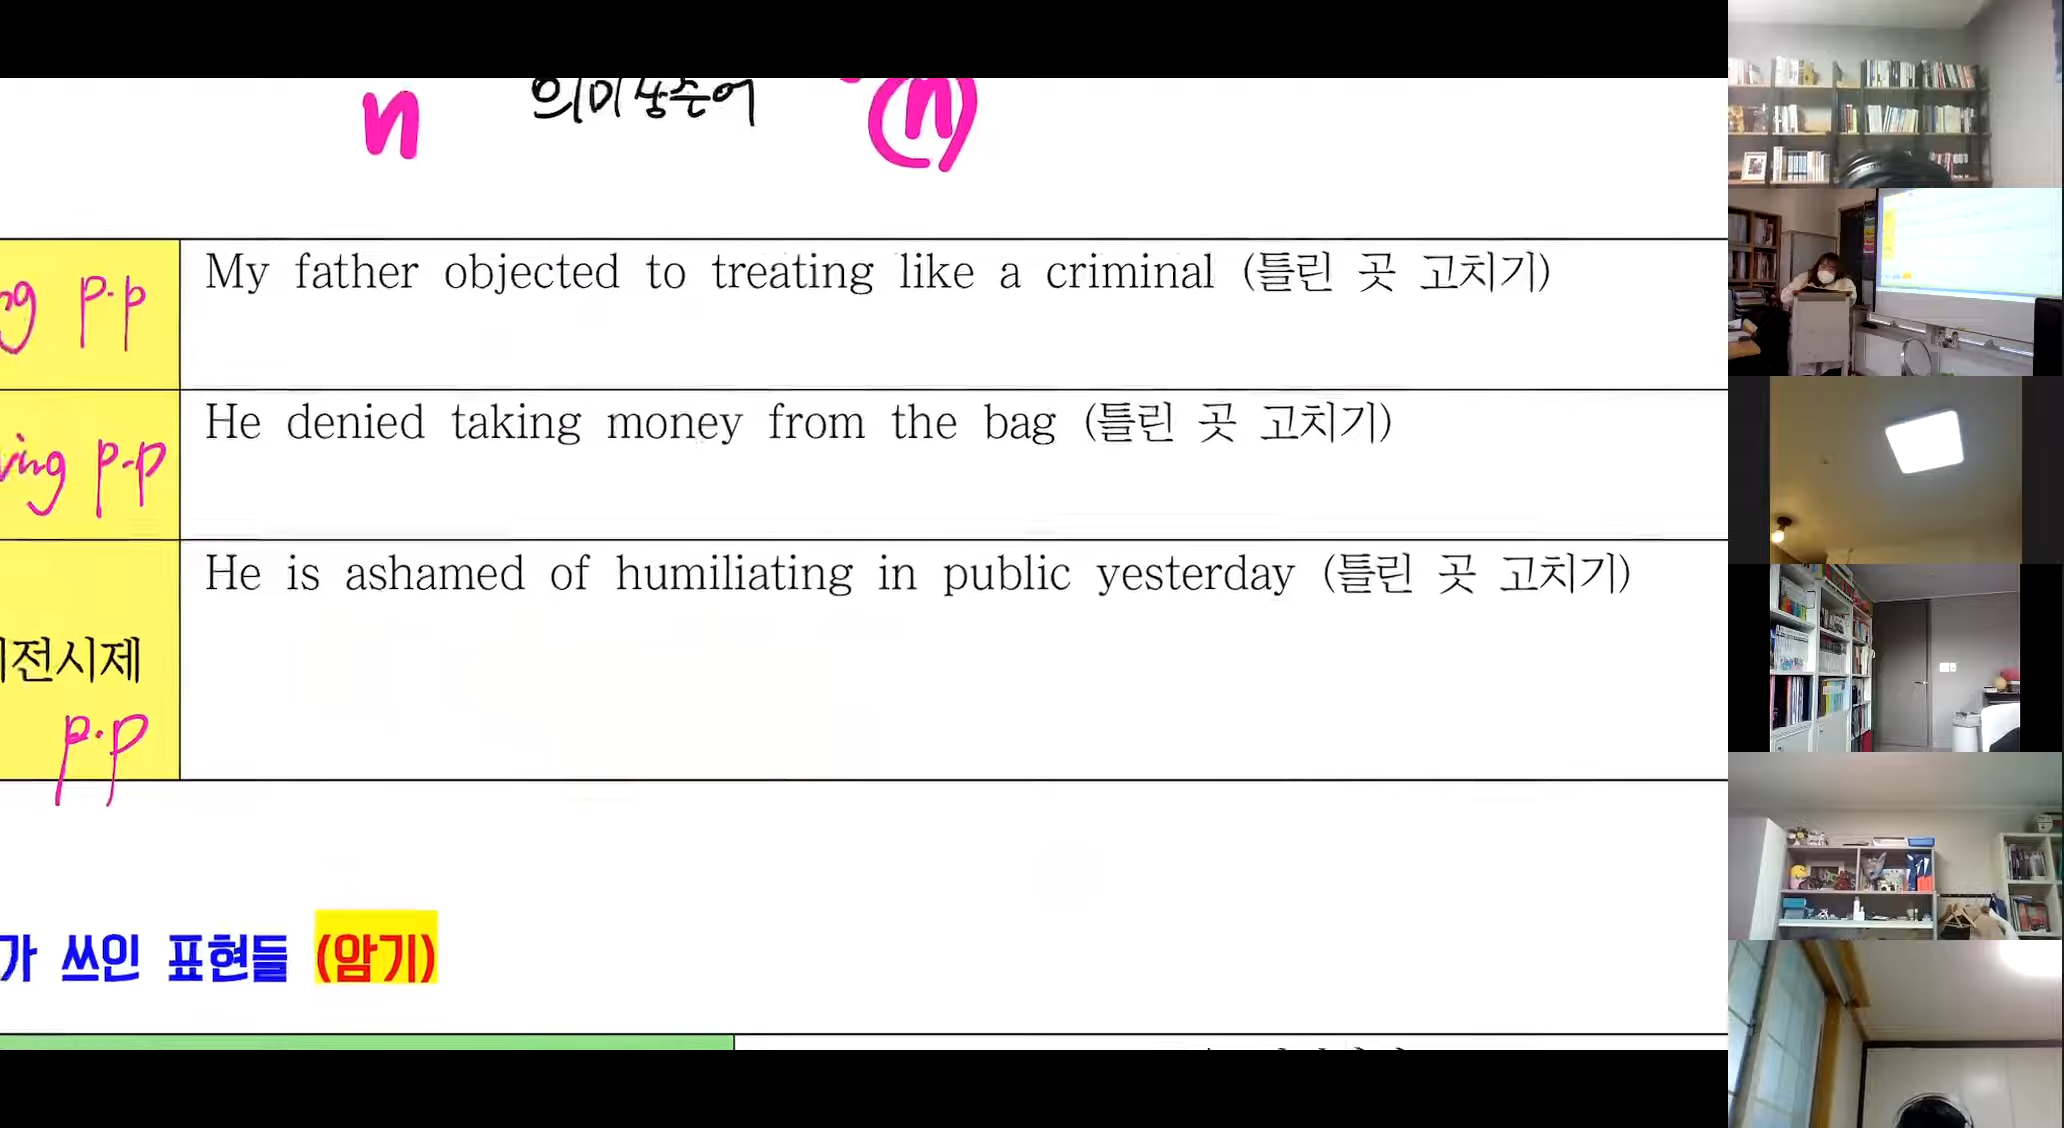 n 의미상주어 (n)
My father objected to treating like a criminal (틀린 곳 고치기)
p.p
He denied taking money from the bag (틀린 곳 고치기)
ving p.p
He is ashamed of humiliating in public yesterday (틀린 곳 고치기)
전시제
p.p
가 쓰인 표현들 (암기)